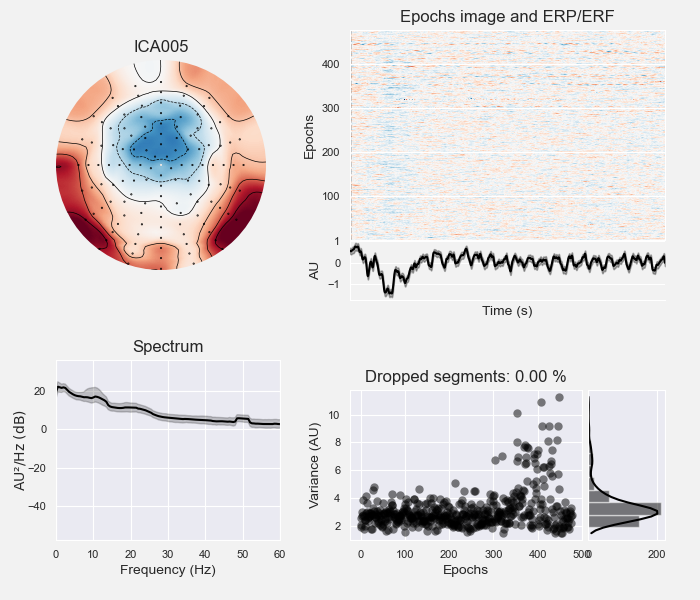 ICA005
Epochs image and ERP/ERF
Epochs
400
300
200
100
1
AU
0
−1
Time (s)
Spectrum
AU²/Hz (dB)
20
0
−20
−40
0 10 20 30 40 50 60
Frequency (Hz)
Dropped segments: 0.00 %
Variance (AU)
10
8
6
4
2
0 100 200 300 400 500
Epochs
0 200